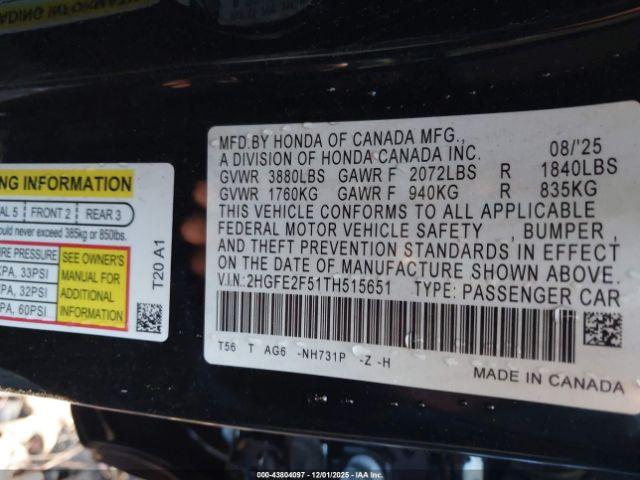 MFD.BY HONDA OF CANADA MFG.,
A DIVISION OF HONDA CANADA INC. 08/'25
GVWR 3880LBS GAWR F 2072LBS R 1840LBS
GVWR 1760KG GAWR F 940KG R 835KG
THIS VEHICLE CONFORMS TO ALL APPLICABLE
FEDERAL MOTOR VEHICLE SAFETY , BUMPER,
AND THEFT PREVENTION STANDARDS IN EFFECT
ON THE DATE OF MANUFACTURE SHOWN ABOVE.
V.I.N:2HGFE2F51TH515651 TYPE: PASSENGER CAR
T56 T AG6 -NH731P -Z -H
MADE IN CANADA
NG INFORMATION
AL 5 FRONT 2 REAR 3
ould never exceed 385kg or 850lbs.
RE PRESSURE
KPA, 33PSI
KPA, 32PSI
PA, 60PSI
SEE OWNER'S
MANUAL FOR
ADDITIONAL
INFORMATION
T20 A1
000-43804097 - 12/01/2025 - IAA Inc.